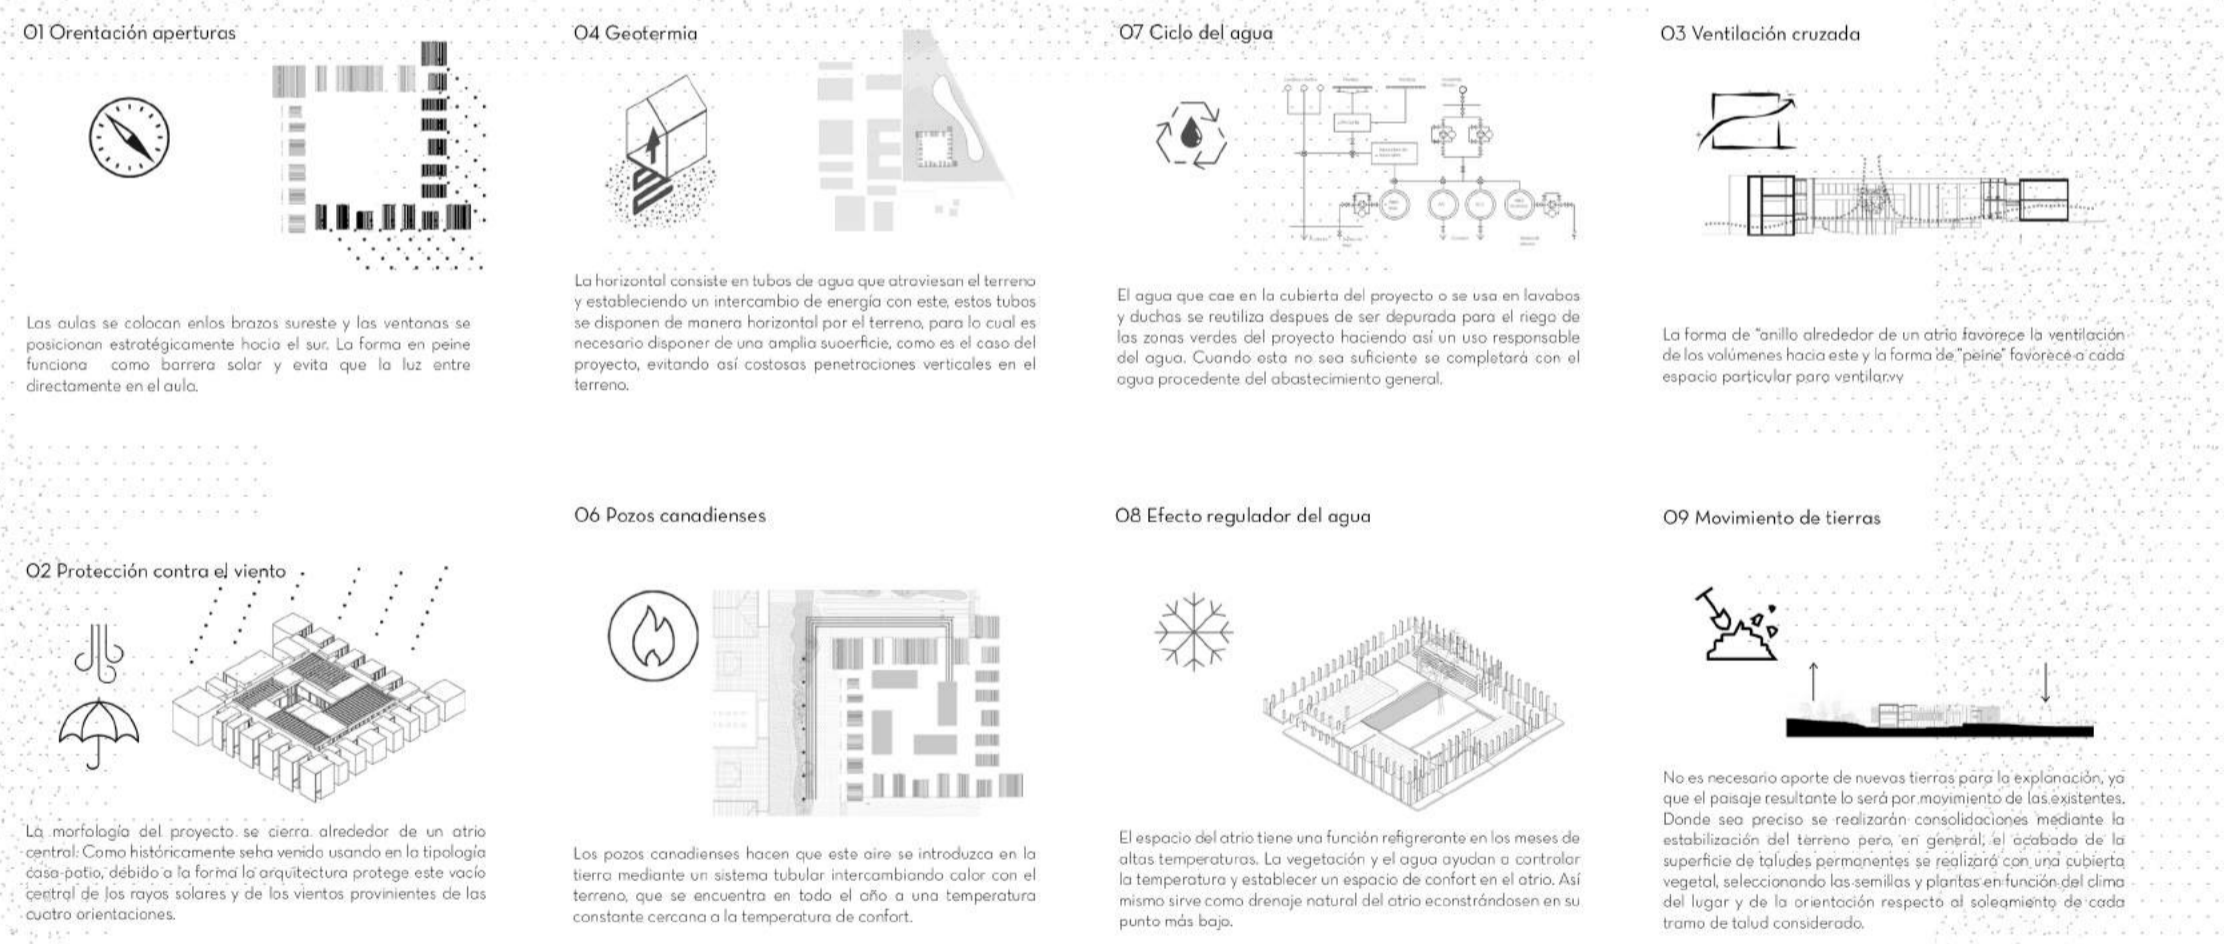 01 Orentación aperturas
Las aulas se colocan enlos brazos sureste y las ventanas se
posicionan estratégicamente hacia el sur. La forma en peine
funciona como barrera solar y evita que la luz entre
directamente en el aula.
02 Protección contra el viento
La morfología del proyecto se cierra alrededor de un atrio
central. Como históricamente seha venido usando en la tipología
casa-patio, debido a la forma la arquitectura protege este vacío
central de los rayos solares y de los vientos provinientes de las
cuatro orientaciones.
04 Geotermia
La horizontal consiste en tubos de agua que atraviesan el terreno
y estableciendo un intercambio de energía con este, estos tubos
se disponen de manera horizontal por el terreno, para lo cual es
necesario disponer de una amplia suoerficie, como es el caso del
proyecto, evitando así costosas penetraciones verticales en el
terreno.
06 Pozos canadienses
Los pozos canadienses hacen que este aire se introduzca en la
tierra mediante un sistema tubular intercambiando calor con el
terreno, que se encuentra en todo el año a una temperatura
constante cercana a la temperatura de confort.
07 Ciclo del agua
El agua que cae en la cubierta del proyecto o se usa en lavabos
y duchas se reutiliza despues de ser depurada para el riego de
las zonas verdes del proyecto haciendo así un uso responsable
del agua. Cuando esta no sea suficiente se completará con el
agua procedente del abastecimiento general.
08 Efecto regulador del agua
El espacio del atrio tiene una función refigrerante en los meses de
altas temperaturas. La vegetación y el agua ayudan a controlar
la temperatura y establecer un espacio de confort en el atrio. Así
mismo sirve como drenaje natural del atrio econstrándosen en su
punto más bajo.
03 Ventilación cruzada
La forma de "anillo alrededor de un atrio favorece la ventilación
de los volúmenes hacia este y la forma de "peine" favorece a cada
espacio particular para ventilar.vy
09 Movimiento de tierras
No es necesario aporte de nuevas tierras para la explanación, ya
que el paisaje resultante lo será por movimiento de las existentes.
Donde sea preciso se realizarán consolidaciones mediante la
estabilización del terreno pero, en general, el acabado de la
superficie de taludes permanentes se realizará con una cubierta
vegetal, seleccionando las semillas y plantas en función del clima
del lugar y de la orientación respecto al soleamiento de cada
tramo de talud considerado.